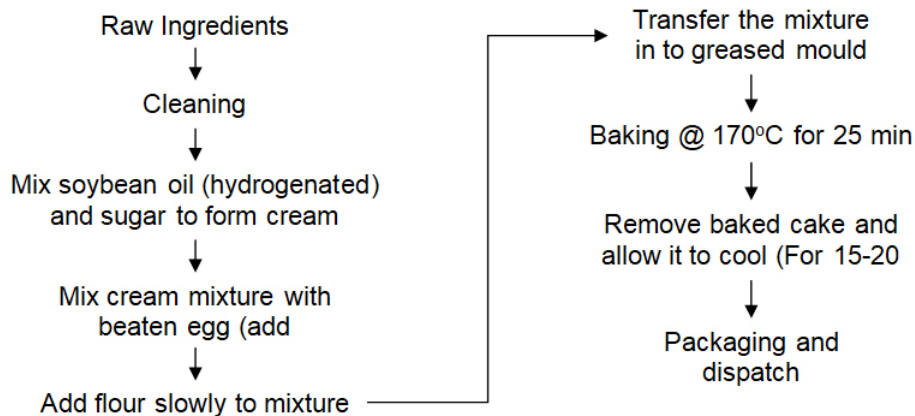 Raw Ingredients
Cleaning
Mix soybean oil (hydrogenated)
and sugar to form cream
Mix cream mixture with
beaten egg (add
Add flour slowly to mixture
Transfer the mixture
in to greased mould
Baking @ 170ºC for 25 min
Remove baked cake and
allow it to cool (For 15-20
Packaging and
dispatch